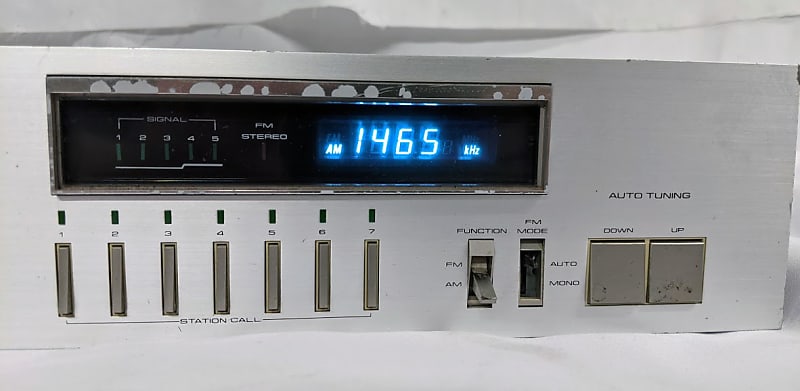 SIGNAL
1 2 3 4 5
FM
STEREO
AM 1465 kHz
1 2 3 4 5 6 7
STATION CALL
FUNCTION
FM
AM
FM
MODE
AUTO
MONO
AUTO TUNING
DOWN UP